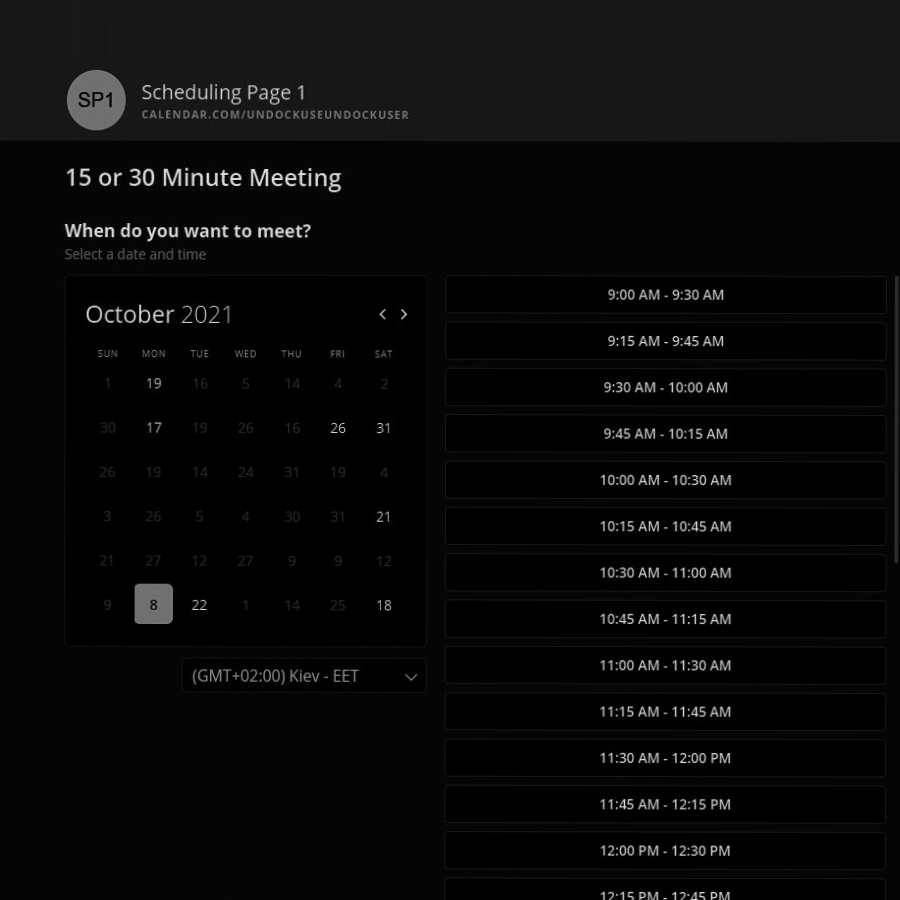 SP1
Scheduling Page 1
CALENDAR.COM/UNDOCKUSEUNDOCKUSER
15 or 30 Minute Meeting
When do you want to meet?
Select a date and time
October 2021
SUN MON TUE WED THU FRI SAT
1 19 16 5 14 4 2
30 17 19 26 16 26 31
26 19 14 24 31 19 4
3 26 5 4 30 31 21
21 27 12 27 9 9 12
9 8 22 1 14 25 18
(GMT+02:00) Kiev - EET
9:00 AM - 9:30 AM
9:15 AM - 9:45 AM
9:30 AM - 10:00 AM
9:45 AM - 10:15 AM
10:00 AM - 10:30 AM
10:15 AM - 10:45 AM
10:30 AM - 11:00 AM
10:45 AM - 11:15 AM
11:00 AM - 11:30 AM
11:15 AM - 11:45 AM
11:30 AM - 12:00 PM
11:45 AM - 12:15 PM
12:00 PM - 12:30 PM
12:15 PM - 12:45 PM